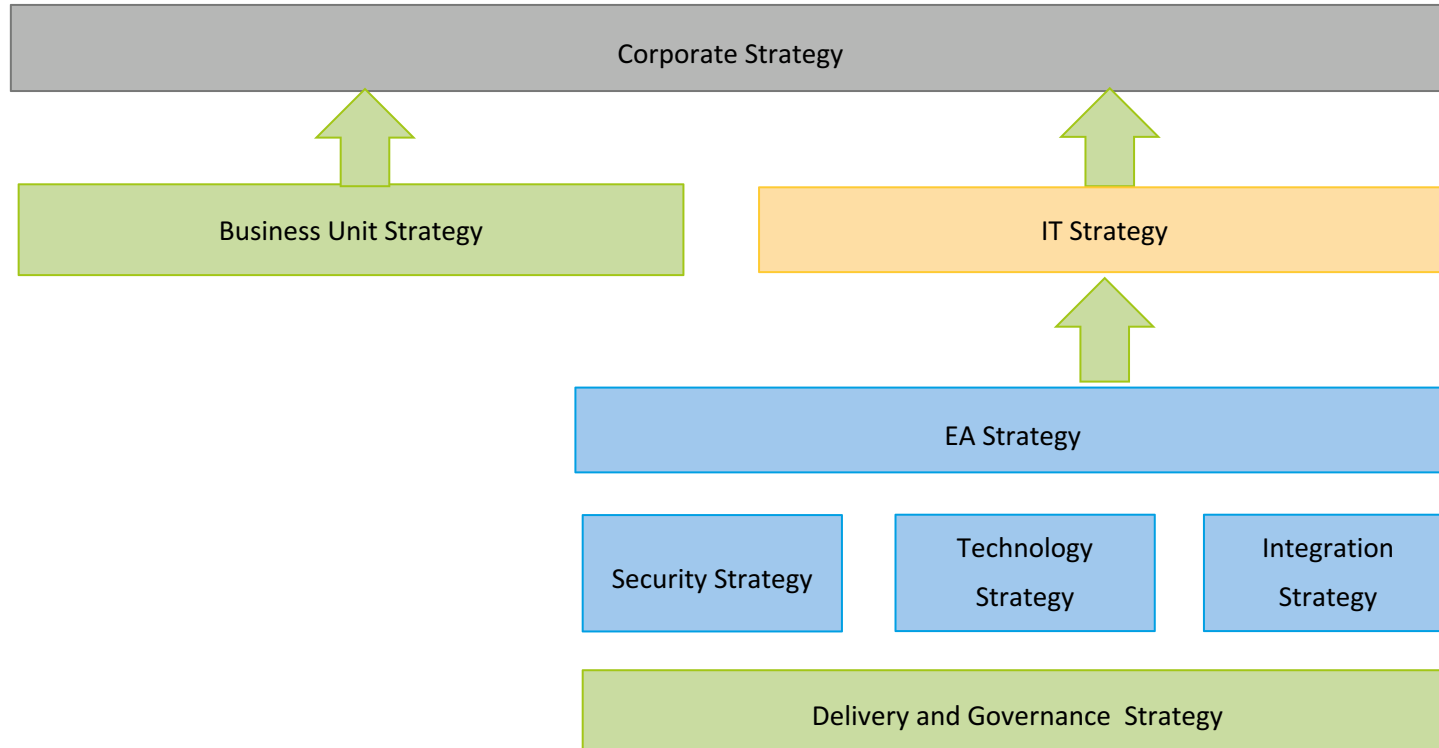 Corporate Strategy
Business Unit Strategy
IT Strategy
EA Strategy
Security Strategy
Technology
Strategy
Integration
Strategy
Delivery and Governance  Strategy